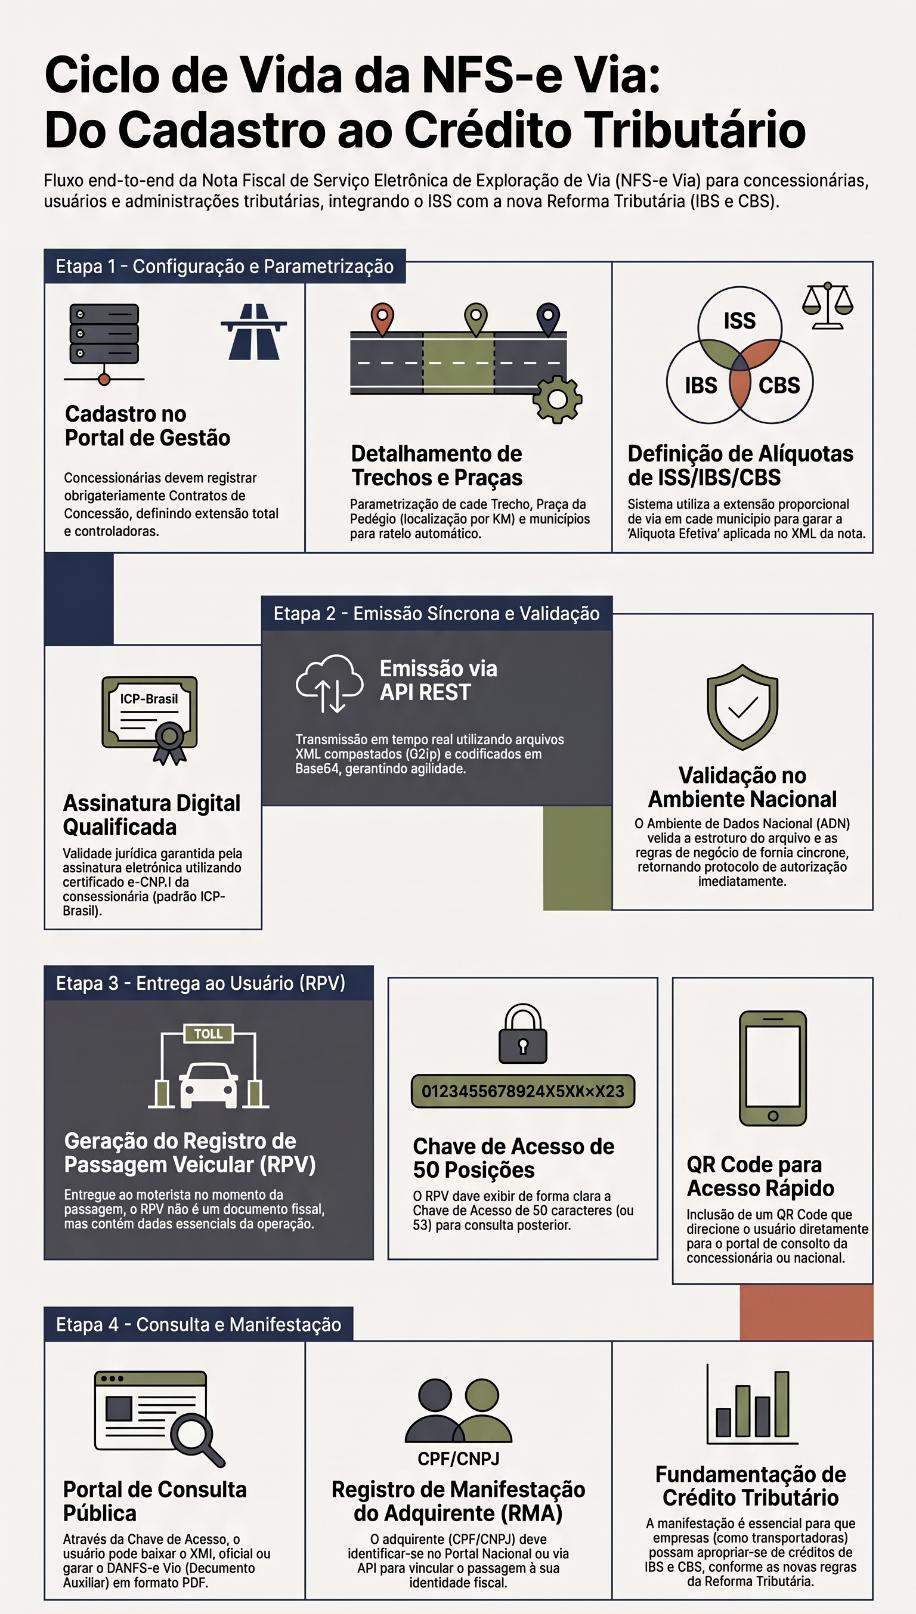 Ciclo de Vida da NFS-e Via:
Do Cadastro ao Crédito Tributário
Fluxo end-to-end da Nota Fiscal de Serviço Eletrônica de Exploração de Via (NFS-e Via) para concessionárias,
usuários e administrações tributárias, integrando o ISS com a nova Reforma Tributária (IBS e CBS).
Etapa 1 - Configuração e Parametrização
Cadastro no
Portal de Gestão
Concessionárias devem registrar
obrigateriamente Contratos de
Concessão, definindo extensão total
e controladoras.
Detalhamento de
Trechos e Praças
Parametrização de cade Trecho, Praça da
Pedégio (localização por KM) e municípios
para ratelo automático.
ISS
IBS
CBS
Definição de Alíquotas
de ISS/IBS/CBS
Sistema utiliza a extensão proporcional
de via em cade municipio para garar a
'Aliquota Efetiva' aplicada no XML da nota.
Etapa 2 - Emissão Síncrona e Validação
ICP-Brasil
Assinatura Digital
Qualificada
Validade jurídica garantida pela
assinatura eletrónica utilizando
certificado e-CNP.I da
consessionária (padrão ICP-
Brasil).
Emissão via
API REST
Transmissão em tempo real utilizando arquivos
XML compostados (G2ip) e codificados em
Base64, gerantindo agilidade.
Validação no
Ambiente Nacional
O Ambiente de Dados Nacional (ADN)
velida a estroturo do arquivo e as
regras de negócio de fornia cincrone,
retornando protocolo de autorização
imediatamente.
Etapa 3 - Entrega ao Usuário (RPV)
TOLL
Geração do Registro de
Passagem Veicular (RPV)
Entregue ao moterista no momento da
passagem, o RPV não é um documento fissal,
mas contém dadas essenciais da operação.
0123455678924X5XX×X23
Chave de Acesso de
50 Posições
O RPV dave exibir de forma clara a
Chave de Acesso de 50 caracteres (ou
53) para consulta posterior.
QR Code para
Acesso Rápido
Inclusão de um QR Code que
direcione o usuário diretamente
para o portal de consolto da
concessionária ou nacional.
Etapa 4 - Consulta e Manifestação
Portal de Consulta
Pública
Através da Chave de Acesso, o
usuário pode baixar o XMI, oficial ou
garar o DANFS-e Vio (Decumento
Auxiliar) em formato PDF.
CPF/CNPJ
Registro de Manifestação
do Adquirente (RMA)
O adquirente (CPF/CNPJ) deve
identificar-se no Portal Nacional ou via
API para vincular o passagem à sua
identidade fiscal.
Fundamentação de
Crédito Tributário
A manifestação é essencial para que
empresas (como transportadoras)
possam apropriar-se de créditos de
IBS e CBS, conforme as novas regras
da Reforma Tributária.